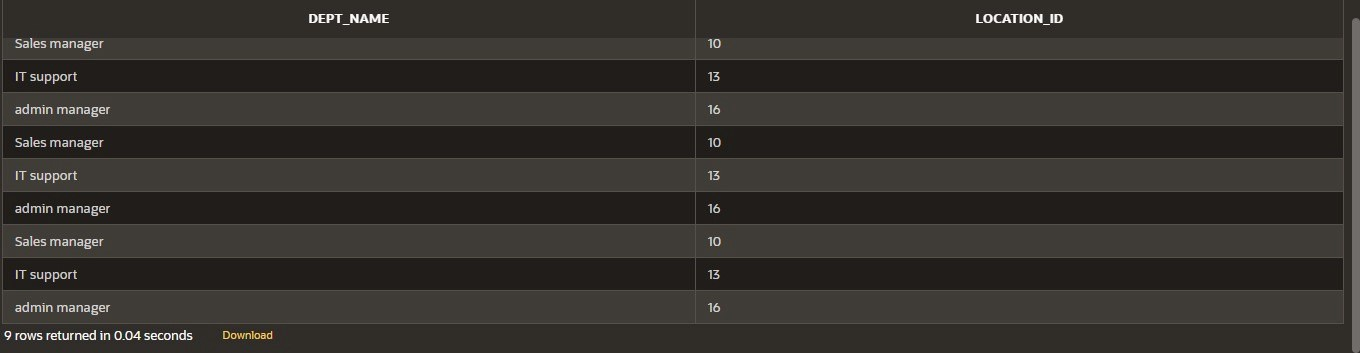 DEPT_NAME LOCATION_ID
Sales manager 10
IT support 13
admin manager 16
Sales manager 10
IT support 13
admin manager 16
Sales manager 10
IT support 13
admin manager 16
9 rows returned in 0.04 seconds Download